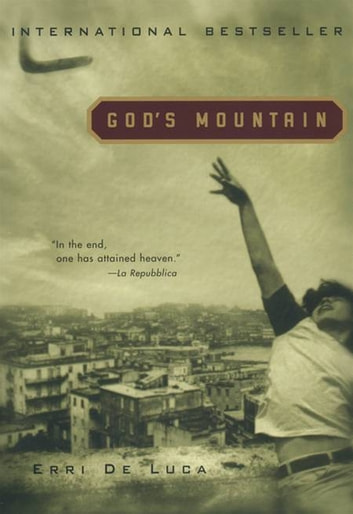 INTERNATIONAL BESTSELLER
GOD'S MOUNTAIN
"In the end,
one has attained heaven."
—La Repubblica
ERRI DE LUCA